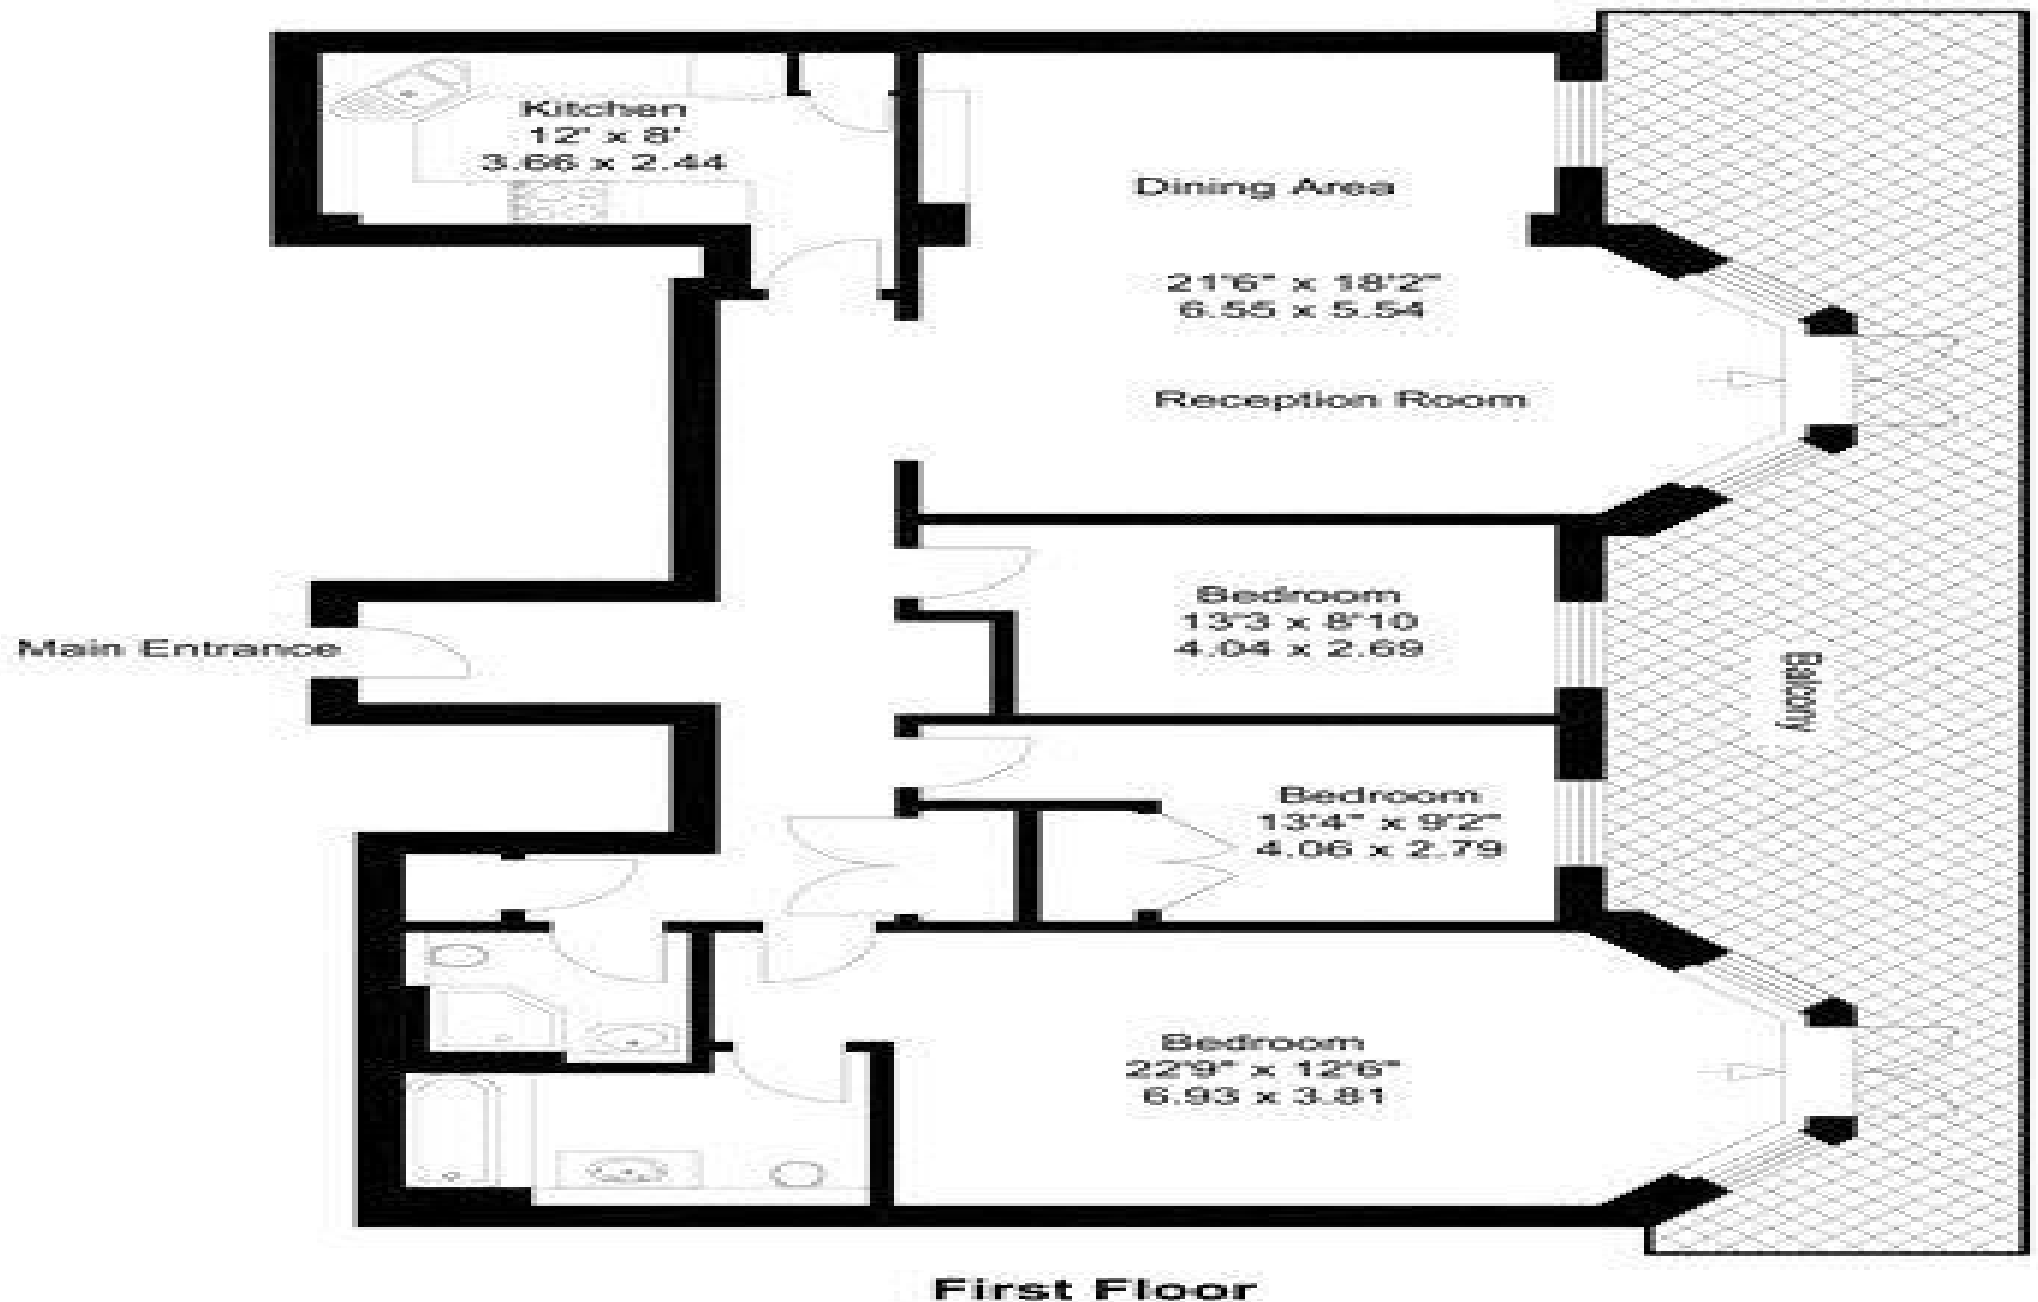 Kitchen
12' x 8'
3.66 x 2.44
Dining Area
21'6" x 18'2"
6.55 x 5.54
Reception Room
Bedroom
13'3 x 8'10
4.04 x 2.69
Main Entrance
Balcony
Bedroom
13'4" x 9'2"
4.06 x 2.79
Bedroom
22'9" x 12'6"
6.93 x 3.81
First Floor